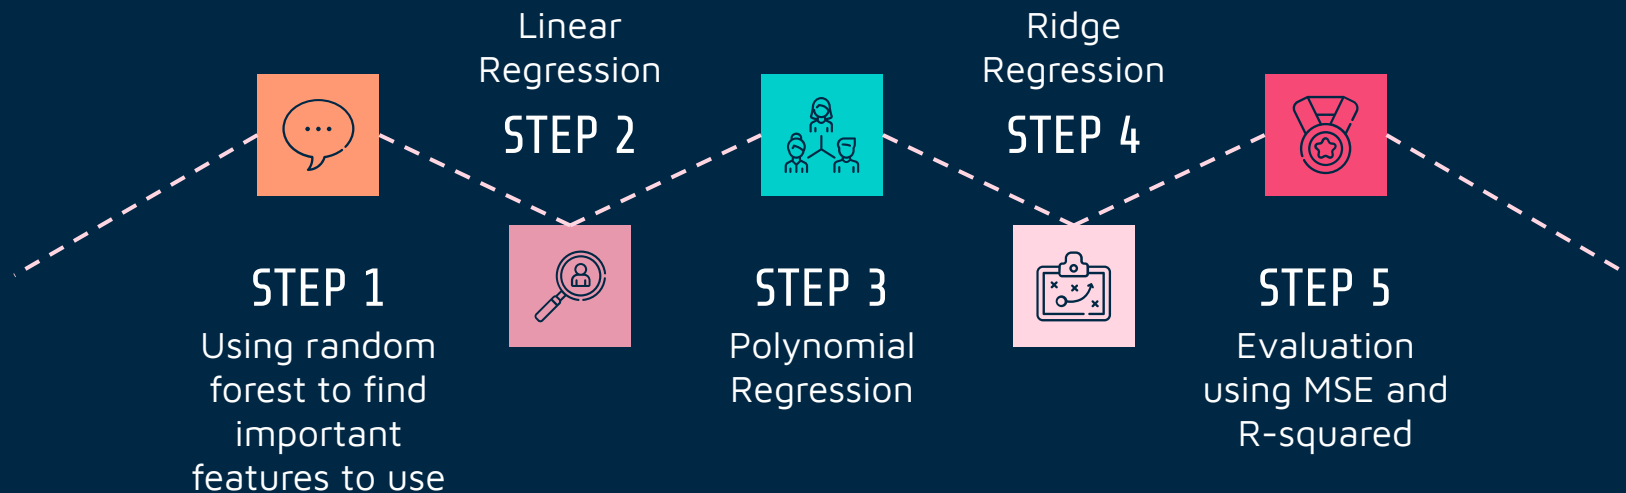 STEP 1
Using random
forest to find
important
features to use
Linear
Regression
STEP 2
STEP 3
Polynomial
Regression
Ridge
Regression
STEP 4
STEP 5
Evaluation
using MSE and
R-squared